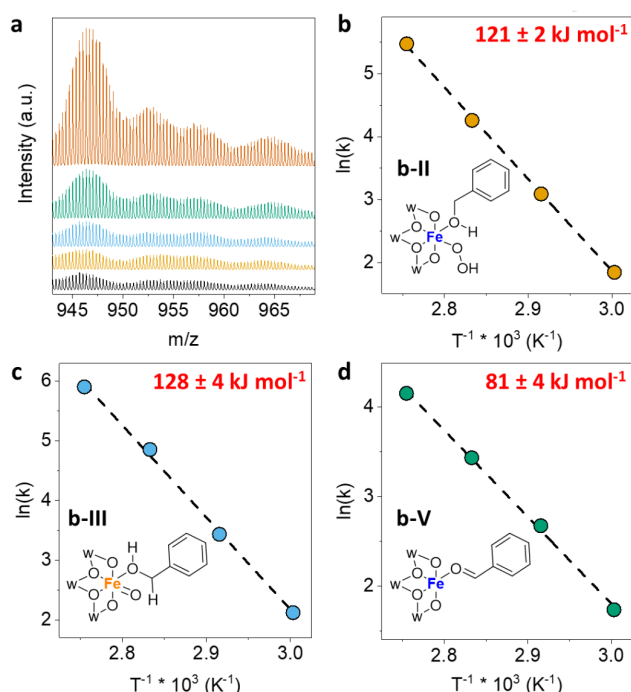 a
Intensity (a.u.)
945 950 955 960 965
m/z
b
121 ± 2 kJ mol⁻¹
ln(k)
5
4
3
2
b-II
W O O H
W O Fe O
W O O OH
2.8 2.9 3.0
T⁻¹ * 10³ (K⁻¹)
c
128 ± 4 kJ mol⁻¹
ln(k)
6
5
4
3
2
b-III
H
W O O
W O Fe O H
W O O
2.8 2.9 3.0
T⁻¹ * 10³ (K⁻¹)
d
81 ± 4 kJ mol⁻¹
ln(k)
4
3
2
b-V
W O O
W O Fe
W O O
2.8 2.9 3.0
T⁻¹ * 10³ (K⁻¹)